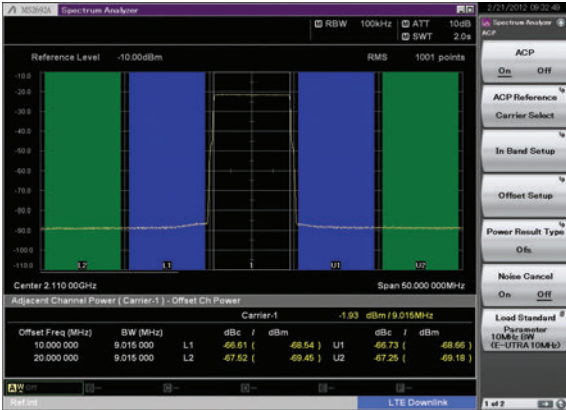 MS2692A Spectrum Analyzer
2/21/2012 09:32:49
RBW 100kHz ATT 10dB
SWT 2.0s
Reference Level -10.00dBm RMS 1001 points
-10.0
-20.0
-30.0
-40.0
-50.0
-60.0
-70.0
-80.0
-90.0
-100.0
-110.0
L2 L1 1 U1 U2
Center 2.110 00GHz Span 50.000 000MHz
Adjacent Channel Power ( Carrier-1 ) - Offset Ch Power
Carrier-1 -1.93 dBm / 9.015MHz
Offset Freq (MHz) BW (MHz) dBc / dBm dBc / dBm
10.000 000 9.015 000 L1 -66.61 ( -68.54 ) U1 -66.73 ( -68.66 )
20.000 000 9.015 000 L2 -67.52 ( -69.45 ) U2 -67.25 ( -69.18 )
Off
Ref.Int LTE Downlink
Spectrum Analyzer
ACP
ACP
On Off
ACP Reference
Carrier Select
In Band Setup
Offset Setup
Power Result Type
Ofs.
Noise Cancel
On Off
Load Standard
Parameter
10MHz BW
(E-UTRA 10MHz)
1 of 2